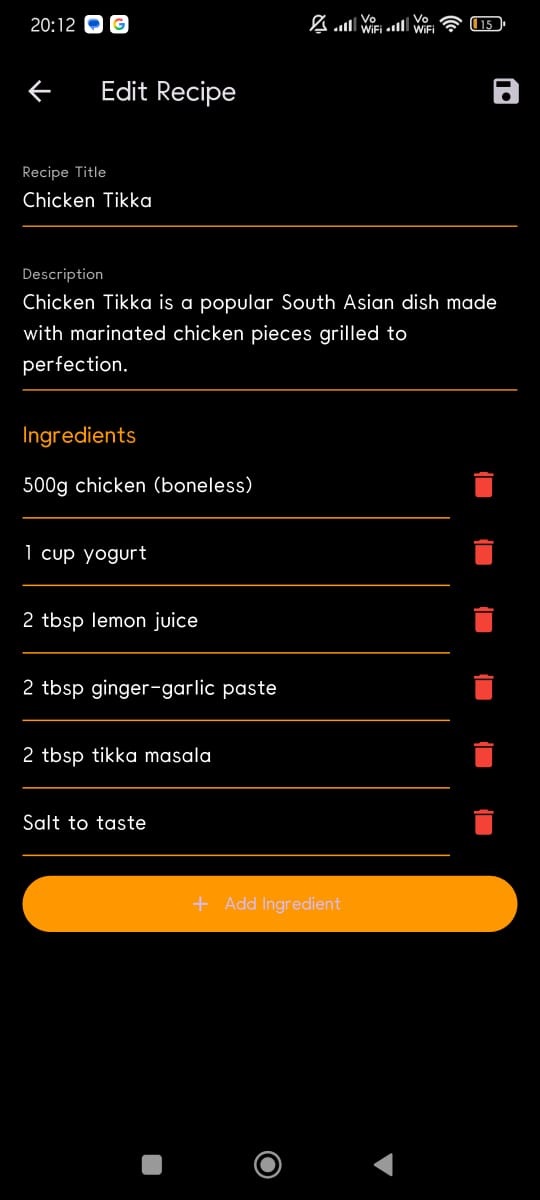 20:12
Vo
WiFi
Vo
WiFi
15
Edit Recipe
Recipe Title
Chicken Tikka
Description
Chicken Tikka is a popular South Asian dish made
with marinated chicken pieces grilled to
perfection.
Ingredients
500g chicken (boneless)
1 cup yogurt
2 tbsp lemon juice
2 tbsp ginger-garlic paste
2 tbsp tikka masala
Salt to taste
+ Add Ingredient